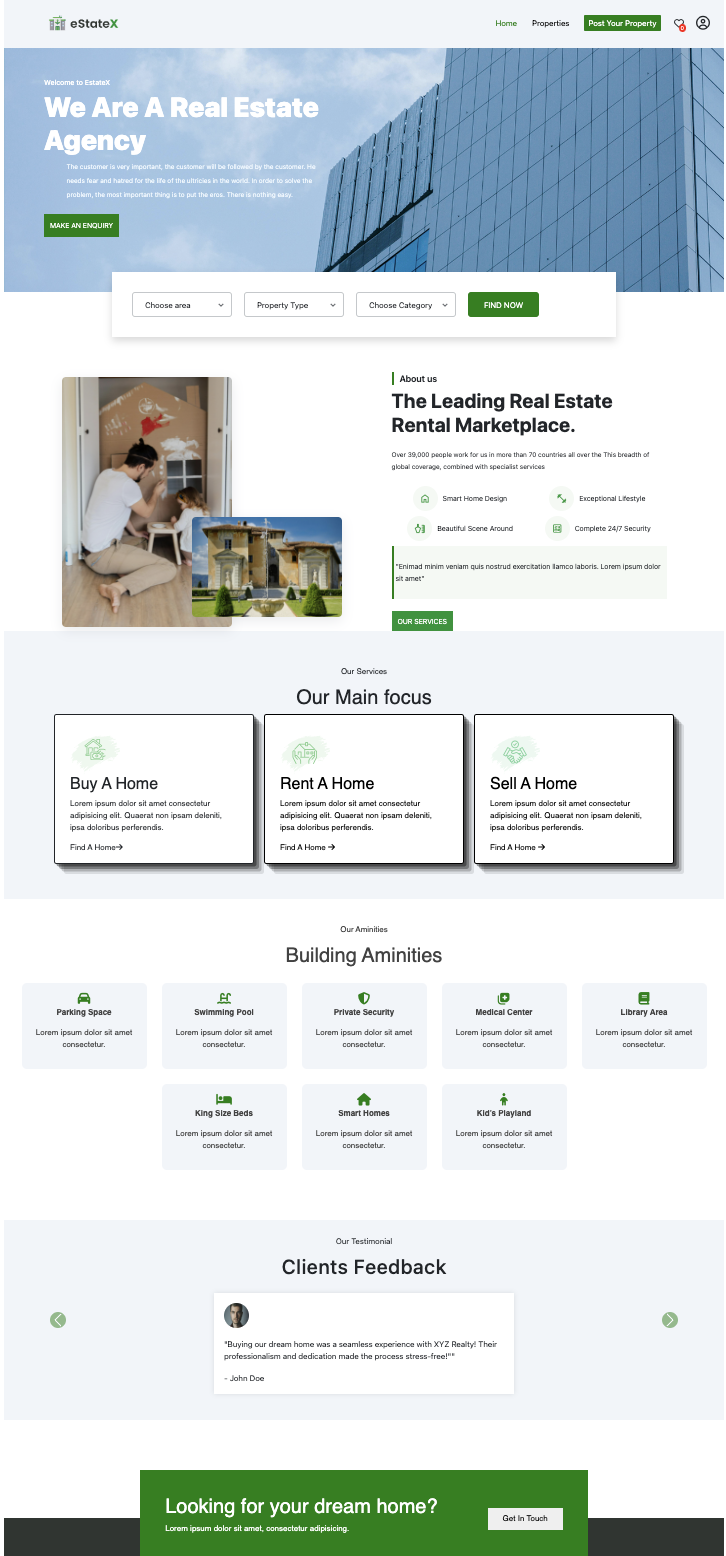 eStateX
Home
Properties
Post Your Property
0
Welcome to EstateX
We Are A Real Estate
Agency
The customer is very important, the customer will be followed by the customer. He
needs fear and hatred for the life of the ultricies in the world. In order to solve the
problem, the most important thing is to put the eros. There is nothing easy.
MAKE AN ENQUIRY
Choose area
Property Type
Choose Category
FIND NOW
About us
The Leading Real Estate
Rental Marketplace.
Over 39,000 people work for us in more than 70 countries all over the This breadth of
global coverage, combined with specialist services
Smart Home Design
Exceptional Lifestyle
Beautiful Scene Around
Complete 24/7 Security
"Enimad minim veniam quis nostrud exercitation llamco laboris. Lorem ipsum dolor
sit amet"
OUR SERVICES
Our Services
Our Main focus
Buy A Home
Lorem ipsum dolor sit amet consectetur
adipisicing elit. Quaerat non ipsam deleniti,
ipsa doloribus perferendis.
Find A Home→
Rent A Home
Lorem ipsum dolor sit amet consectetur
adipisicing elit. Quaerat non ipsam deleniti,
ipsa doloribus perferendis.
Find A Home →
Sell A Home
Lorem ipsum dolor sit amet consectetur
adipisicing elit. Quaerat non ipsam deleniti,
ipsa doloribus perferendis.
Find A Home →
Our Aminities
Building Aminities
Parking Space
Lorem ipsum dolor sit amet
consectetur.
Swimming Pool
Lorem ipsum dolor sit amet
consectetur.
Private Security
Lorem ipsum dolor sit amet
consectetur.
Medical Center
Lorem ipsum dolor sit amet
consectetur.
Library Area
Lorem ipsum dolor sit amet
consectetur.
King Size Beds
Lorem ipsum dolor sit amet
consectetur.
Smart Homes
Lorem ipsum dolor sit amet
consectetur.
Kid's Playland
Lorem ipsum dolor sit amet
consectetur.
Our Testimonial
Clients Feedback
"Buying our dream home was a seamless experience with XYZ Realty! Their
professionalism and dedication made the process stress-free!""
- John Doe
Looking for your dream home?
Lorem ipsum dolor sit amet, consectetur adipisicing.
Get In Touch